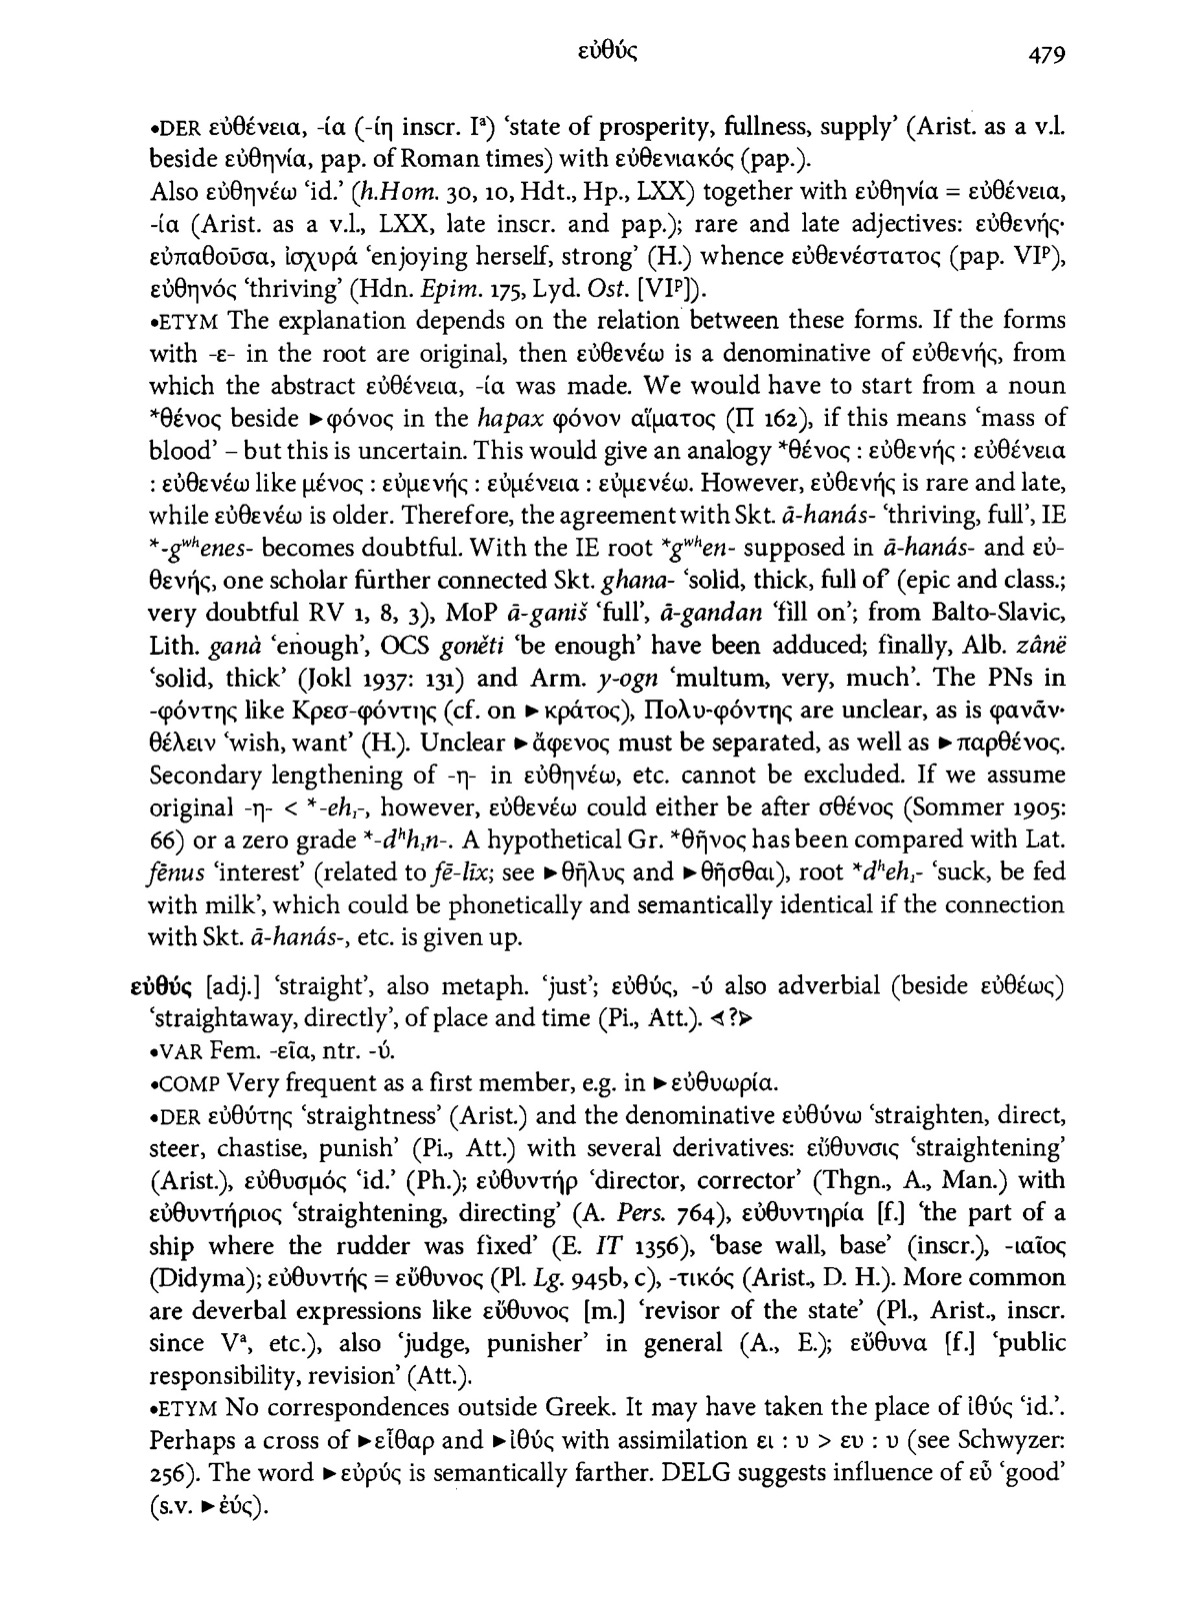 εὐθύς 479
•DER εὐθένεια, -ία (-ίη inscr. Iᵃ) ‘state of prosperity, fullness, supply’ (Arist. as a v.l.
beside εὐθηνία, pap. of Roman times) with εὐθενιακός (pap.).
Also εὐθηνέω ‘id.’ (h.Hom. 30, 10, Hdt., Hp., LXX) together with εὐθηνία = εὐθένεια,
-ία (Arist. as a v.l., LXX, late inscr. and pap.); rare and late adjectives: εὐθενής·
εὐπαθοῦσα, ἰσχυρά ‘enjoying herself, strong’ (H.) whence εὐθενέστατος (pap. VIᵖ),
εὐθηνός ‘thriving’ (Hdn. Epim. 175, Lyd. Ost. [VIᵖ]).
•ETYM The explanation depends on the relation between these forms. If the forms
with -ε- in the root are original, then εὐθενέω is a denominative of εὐθενής, from
which the abstract εὐθένεια, -ία was made. We would have to start from a noun
*θένος beside ►φόνος in the hapax φόνον αἵματος (Π 162), if this means ‘mass of
blood’ – but this is uncertain. This would give an analogy *θένος : εὐθενής : εὐθένεια
: εὐθενέω like μένος : εὐμενής : εὐμένεια : εὐμενέω. However, εὐθενής is rare and late,
while εὐθενέω is older. Therefore, the agreement with Skt. ā-hanás- ‘thriving, full’, IE
*-gʷʰenes- becomes doubtful. With the IE root *gʷʰen- supposed in ā-hanás- and εὐ-
θενής, one scholar further connected Skt. ghana- ‘solid, thick, full of’ (epic and class.;
very doubtful RV 1, 8, 3), MoP ā-ganiš ‘full’, ā-gandan ‘fill on’; from Balto-Slavic,
Lith. ganà ‘enough’, OCS goněti ‘be enough’ have been adduced; finally, Alb. zânë
‘solid, thick’ (Jokl 1937: 131) and Arm. y-ogn ‘multum, very, much’. The PNs in
-φόντης like Κρεσ-φόντης (cf. on ►κράτος), Πολυ-φόντης are unclear, as is φανᾶν·
θέλειν ‘wish, want’ (H.). Unclear ►ἄφενος must be separated, as well as ►παρθένος.
Secondary lengthening of -η- in εὐθηνέω, etc. cannot be excluded. If we assume
original -η- < *-eh₁-, however, εὐθενέω could either be after σθένος (Sommer 1905:
66) or a zero grade *-dʰh₁n-. A hypothetical Gr. *θῆνος has been compared with Lat.
fēnus ‘interest’ (related to fē-līx; see ►θῆλυς and ►θῆσθαι), root *dʰeh₁- ‘suck, be fed
with milk’, which could be phonetically and semantically identical if the connection
with Skt. ā-hanás-, etc. is given up.
εὐθύς [adj.] ‘straight’, also metaph. ‘just’; εὐθύς, -ύ also adverbial (beside εὐθέως)
‘straightaway, directly’, of place and time (Pi., Att.). ⋞?⋟
•VAR Fem. -εῖα, ntr. -ύ.
•COMP Very frequent as a first member, e.g. in ►εὐθυωρία.
•DER εὐθύτης ‘straightness’ (Arist.) and the denominative εὐθύνω ‘straighten, direct,
steer, chastise, punish’ (Pi., Att.) with several derivatives: εὔθυνσις ‘straightening’
(Arist.), εὐθυσμός ‘id.’ (Ph.); εὐθυντήρ ‘director, corrector’ (Thgn., A., Man.) with
εὐθυντήριος ‘straightening, directing’ (A. Pers. 764), εὐθυντηρία [f.] ‘the part of a
ship where the rudder was fixed’ (E. IT 1356), ‘base wall, base’ (inscr.), -ιαῖος
(Didyma); εὐθυντής = εὔθυνος (Pl. Lg. 945b, c), -τικός (Arist., D. H.). More common
are deverbal expressions like εὔθυνος [m.] ‘revisor of the state’ (Pl., Arist., inscr.
since Vᵃ, etc.), also ‘judge, punisher’ in general (A., E.); εὔθυνα [f.] ‘public
responsibility, revision’ (Att.).
•ETYM No correspondences outside Greek. It may have taken the place of ἰθύς ‘id.’.
Perhaps a cross of ►εἶθαρ and ►ἰθύς with assimilation ει : υ > ευ : υ (see Schwyzer:
256). The word ►εὐρύς is semantically farther. DELG suggests influence of εὖ ‘good’
(s.v. ►ἐύς).